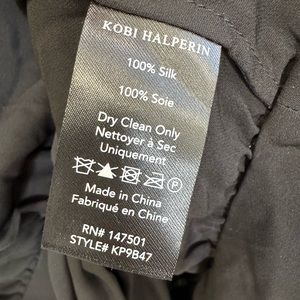 KOBI HALPERIN
100% Silk
100% Soie
Dry Clean Only
Nettoyer à Sec
Uniquement
P
Made in China
Fabriqué en Chine
RN# 147501
STYLE# KP9B47